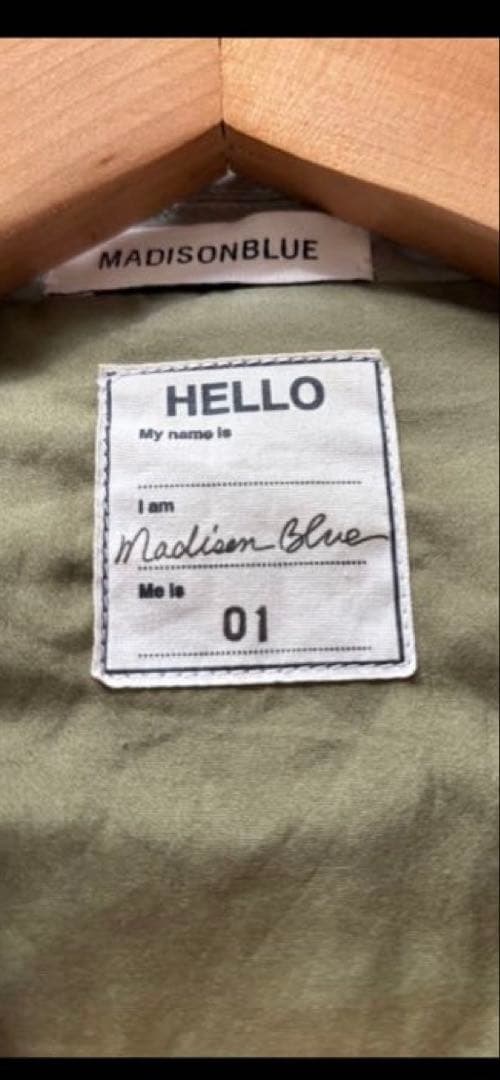 MADISONBLUE
HELLO
My name is
I am
Madison Blue
Me is
01